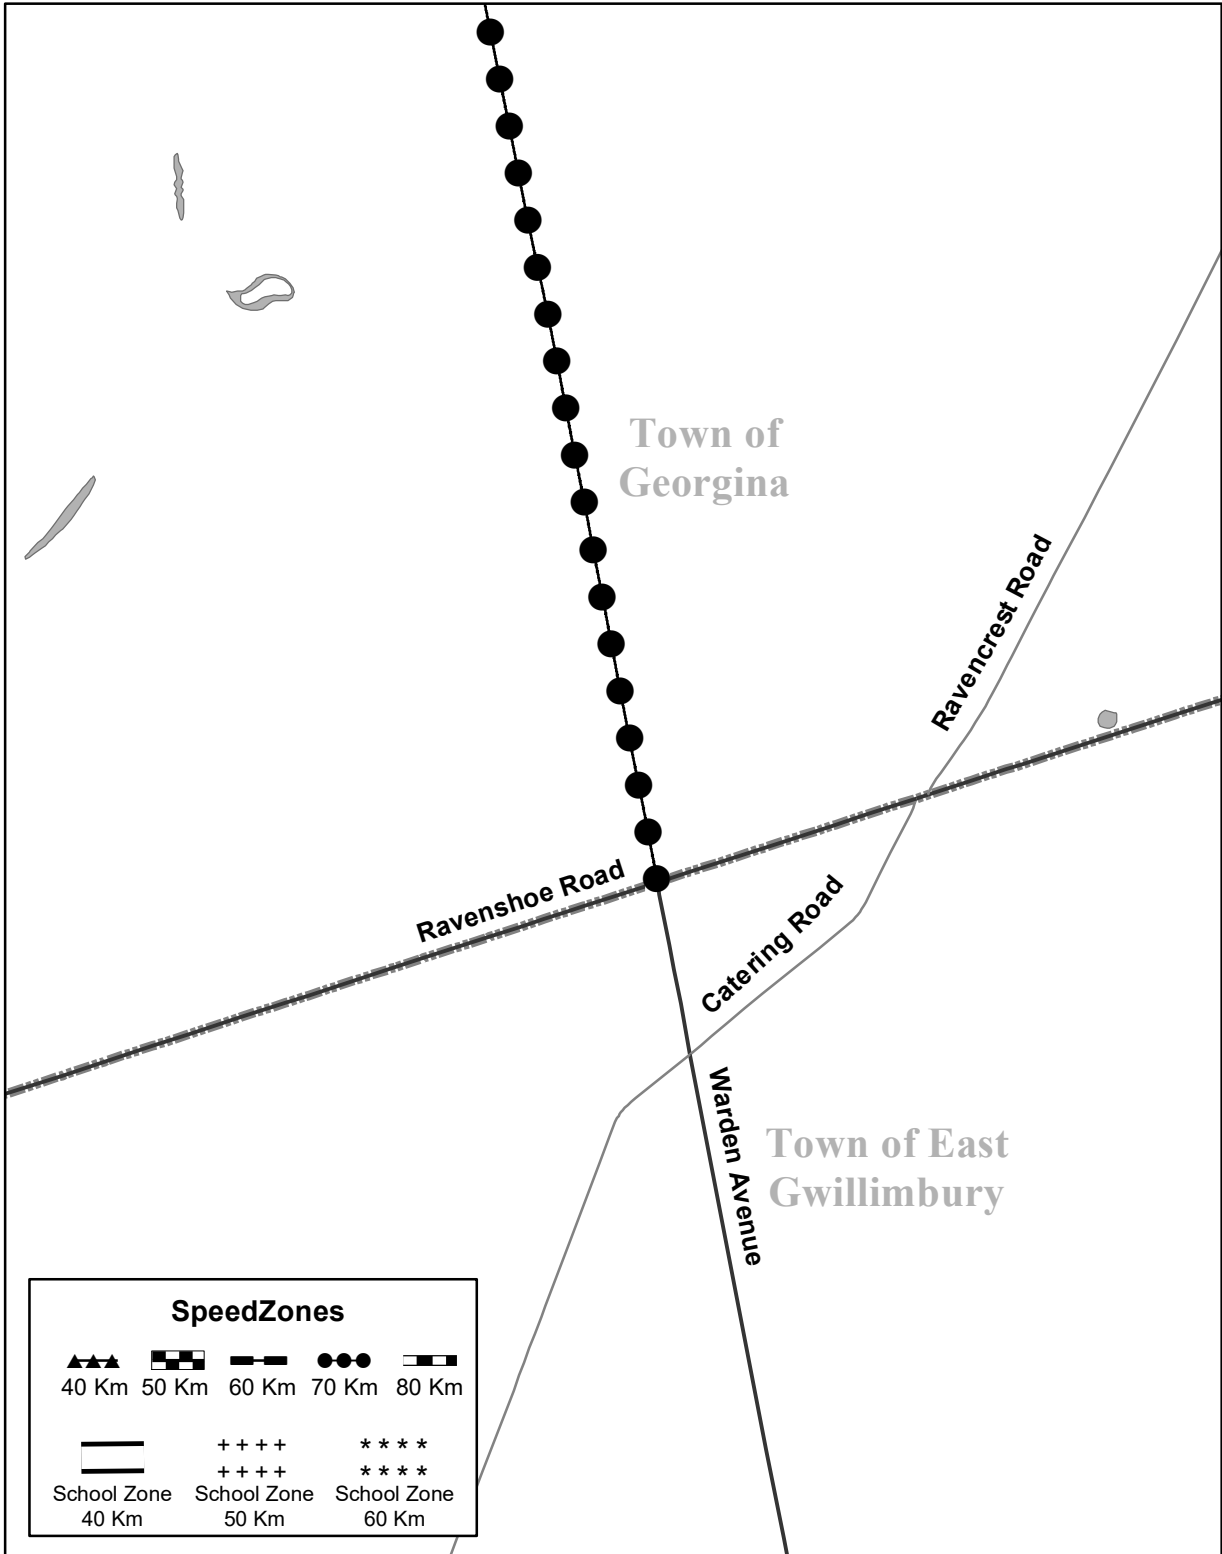 Town of
Georgina
Ravencrest Road
Ravenshoe Road
Catering Road
Warden Avenue
Town of East
Gwillimbury
SpeedZones
40 Km 50 Km 60 Km 70 Km 80 Km
++++ ****
++++ ****
School Zone School Zone School Zone
40 Km 50 Km 60 Km